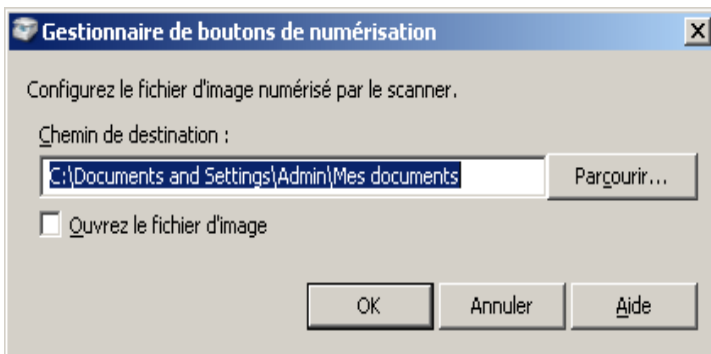 Gestionnaire de boutons de numérisation
Configurez le fichier d'image numérisé par le scanner.
Chemin de destination :
C:\Documents and Settings\Admin\Mes documents
Parcourir...
Ouvrez le fichier d'image
OK
Annuler
Aide